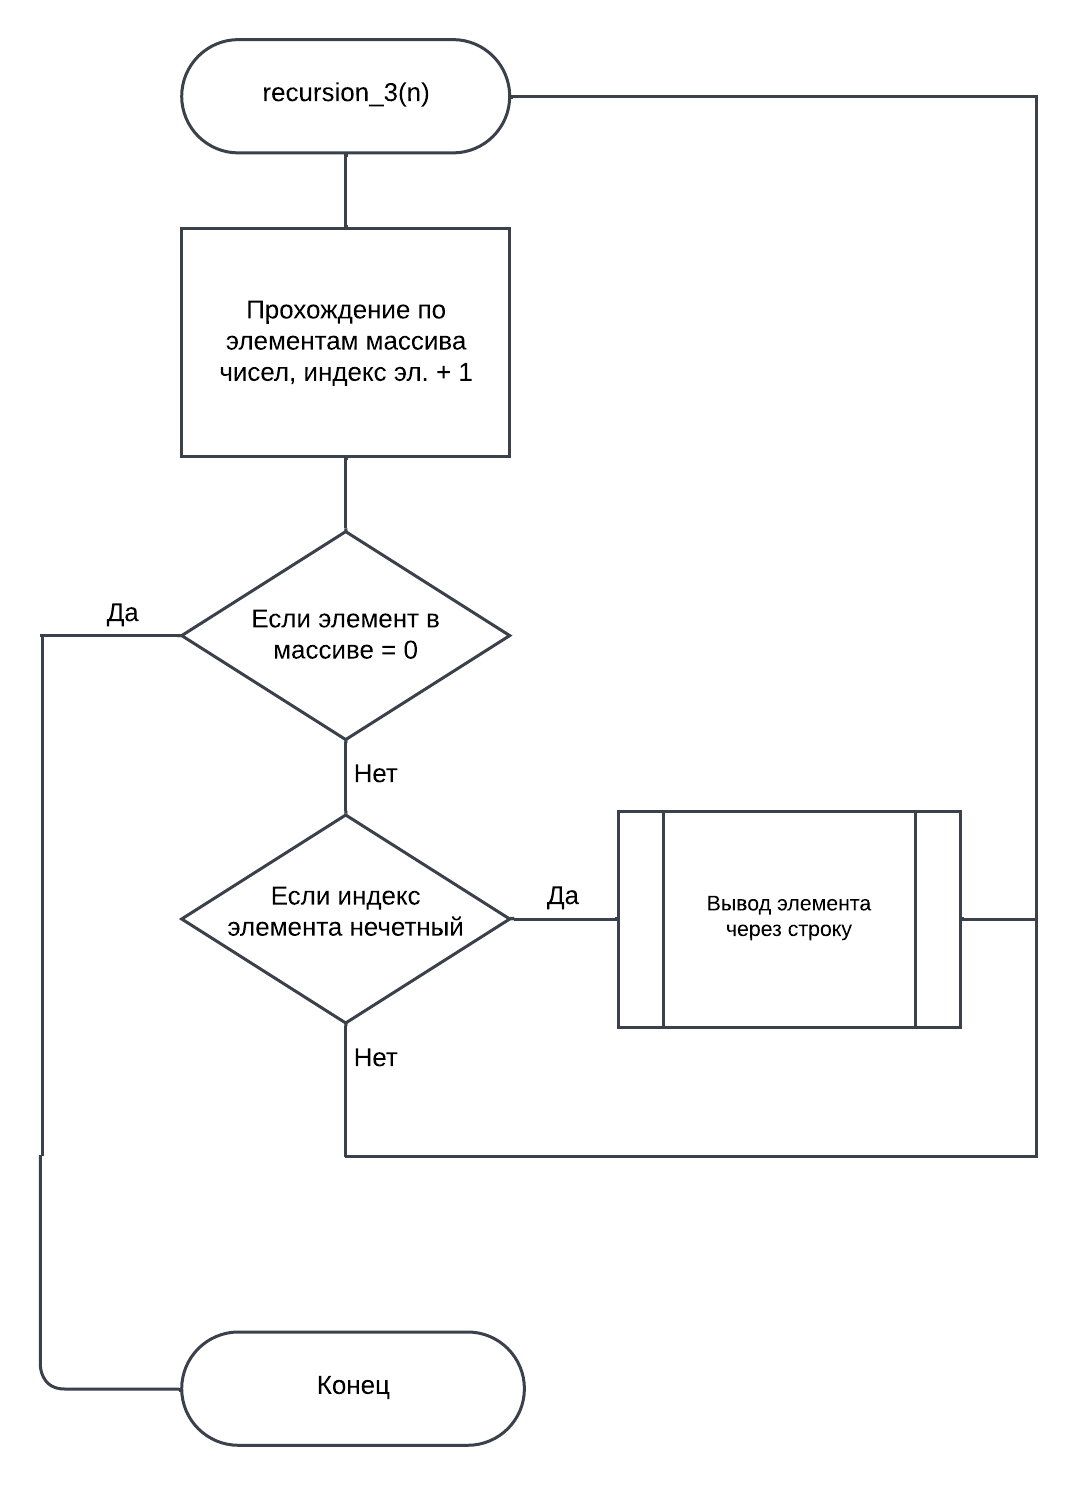 recursion_3(n)
Прохождение по
элементам массива
чисел, индекс эл. + 1
Да
Если элемент в
массиве = 0
Нет
Если индекс
элемента нечетный
Да
Вывод элемента
через строку
Нет
Конец